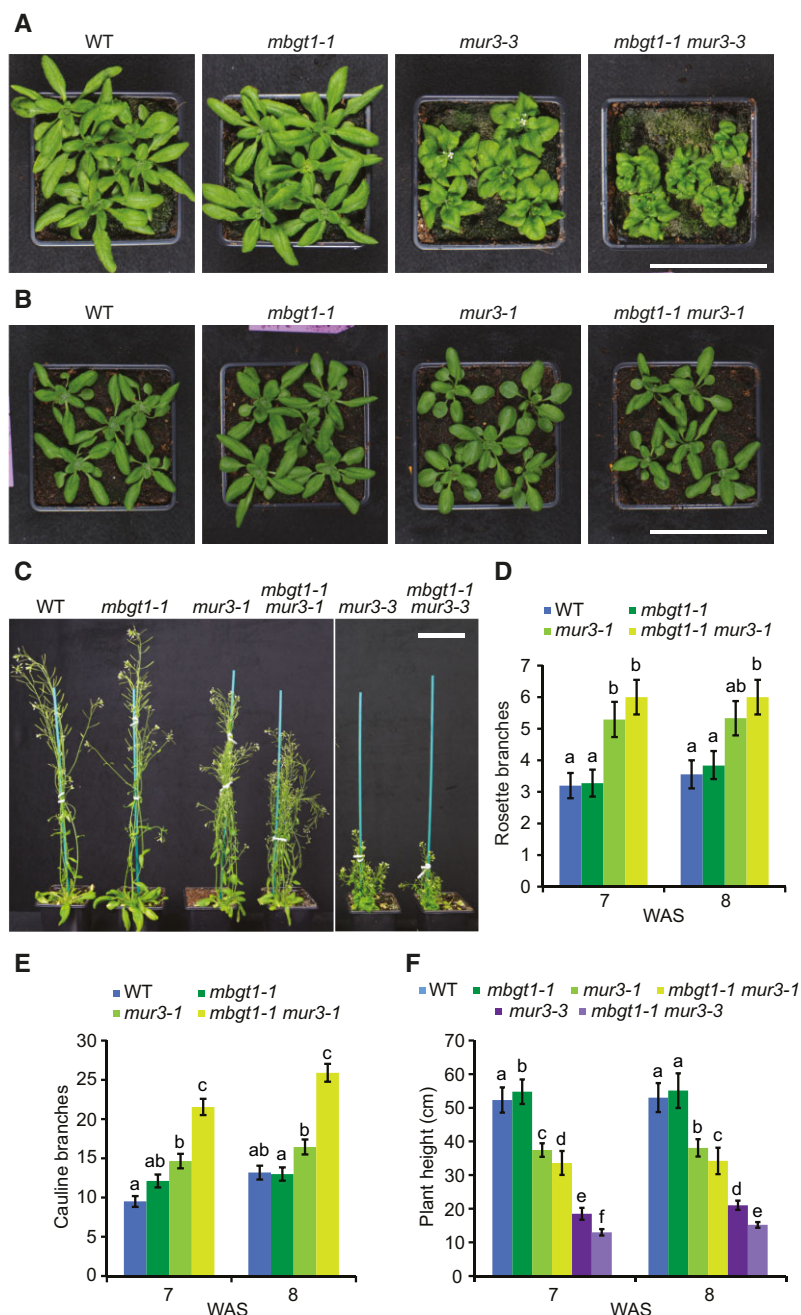 A
WT mbgt1-1 mur3-3 mbgt1-1 mur3-3
B
WT mbgt1-1 mur3-1 mbgt1-1 mur3-1
C
WT mbgt1-1 mur3-1 mbgt1-1 mur3-1 mur3-3 mbgt1-1 mur3-3
D
WT mbgt1-1
mur3-1 mbgt1-1 mur3-1
Rosette branches
7
6
5
4
3
2
1
0
a a b b a a ab b
7 8
WAS
E
WT mbgt1-1
mur3-1 mbgt1-1 mur3-1
Cauline branches
30
25
20
15
10
5
0
a ab b c ab a b c
7 8
WAS
F
WT mbgt1-1 mur3-1 mbgt1-1 mur3-1
mur3-3 mbgt1-1 mur3-3
Plant height (cm)
70
60
50
40
30
20
10
0
a b c d e f a a b c d e
7 8
WAS